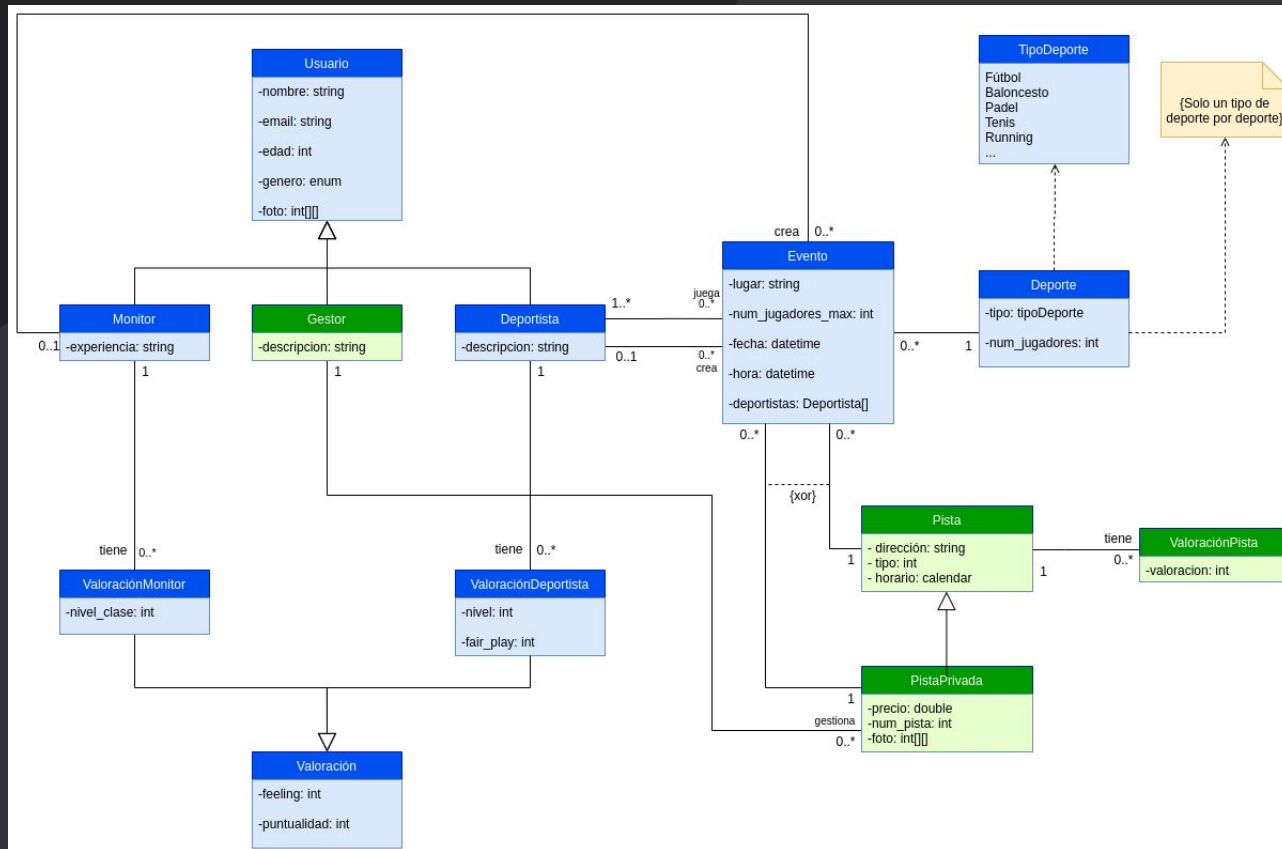 Usuario
-nombre: string
-email: string
-edad: int
-genero: enum
-foto: int[][]
TipoDeporte
Fútbol
Baloncesto
Padel
Tenis
Running
...
{Solo un tipo de
deporte por deporte}
crea
0..*
Evento
-lugar: string
-num_jugadores_max: int
-fecha: datetime
-hora: datetime
-deportistas: Deportista[]
Deporte
-tipo: tipoDeporte
-num_jugadores: int
0..*
1
Monitor
-experiencia: string
0..1
1
Gestor
-descripcion: string
1
Deportista
-descripcion: string
1
1..*
juega
0..*
0..1
0..*
crea
0..*
0..*
{xor}
Pista
- dirección: string
- tipo: int
- horario: calendar
1
1
tiene
0..*
ValoraciónPista
-valoracion: int
tiene
0..*
ValoraciónMonitor
-nivel_clase: int
tiene
0..*
ValoraciónDeportista
-nivel: int
-fair_play: int
PistaPrivada
-precio: double
-num_pista: int
-foto: int[][]
1
gestiona
0..*
Valoración
-feeling: int
-puntualidad: int